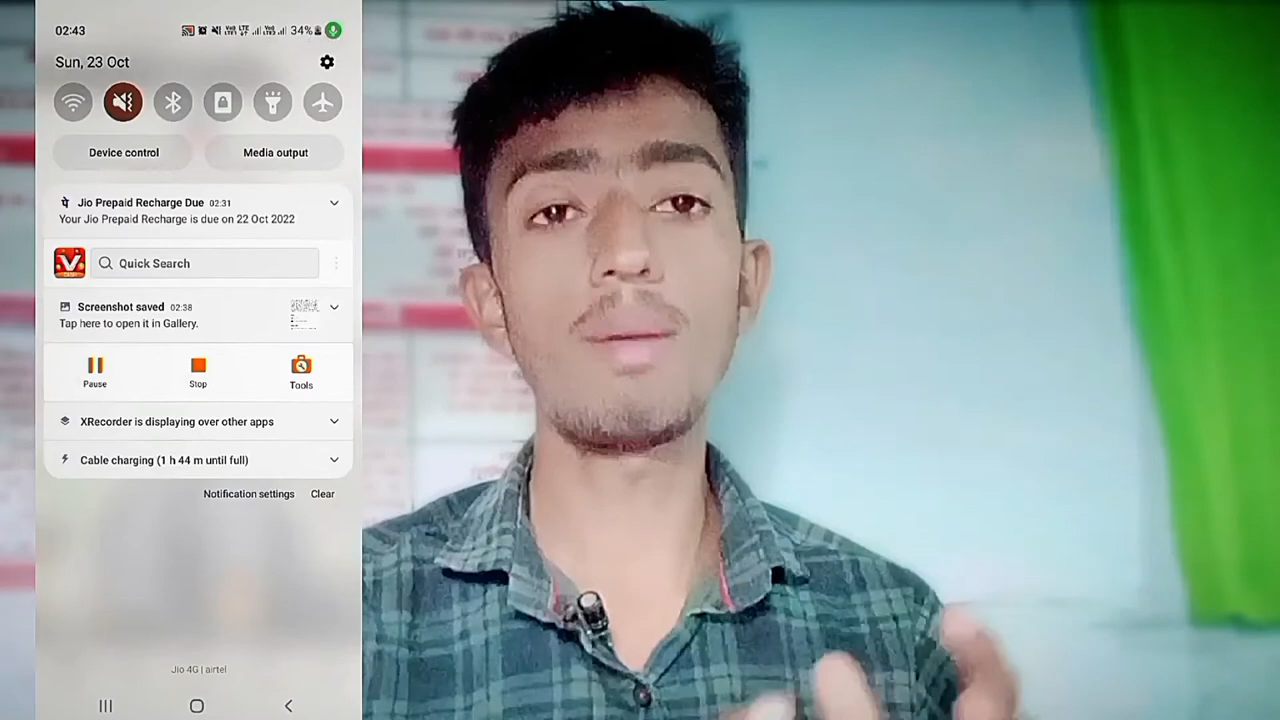 02:43
34%
Sun, 23 Oct
Device control
Media output
Jio Prepaid Recharge Due 02:31
Your Jio Prepaid Recharge is due on 22 Oct 2022
Quick Search
Screenshot saved 02:38
Tap here to open it in Gallery.
Pause
Stop
Tools
XRecorder is displaying over other apps
Cable charging (1 h 44 m until full)
Notification settings
Clear
Jio 4G | airtel